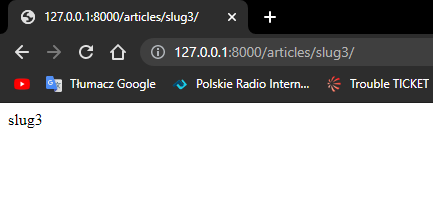 127.0.0.1:8000/articles/slug3/
127.0.0.1:8000/articles/slug3/
Tłumacz Google Polskie Radio Intern... Trouble TICKET
slug3